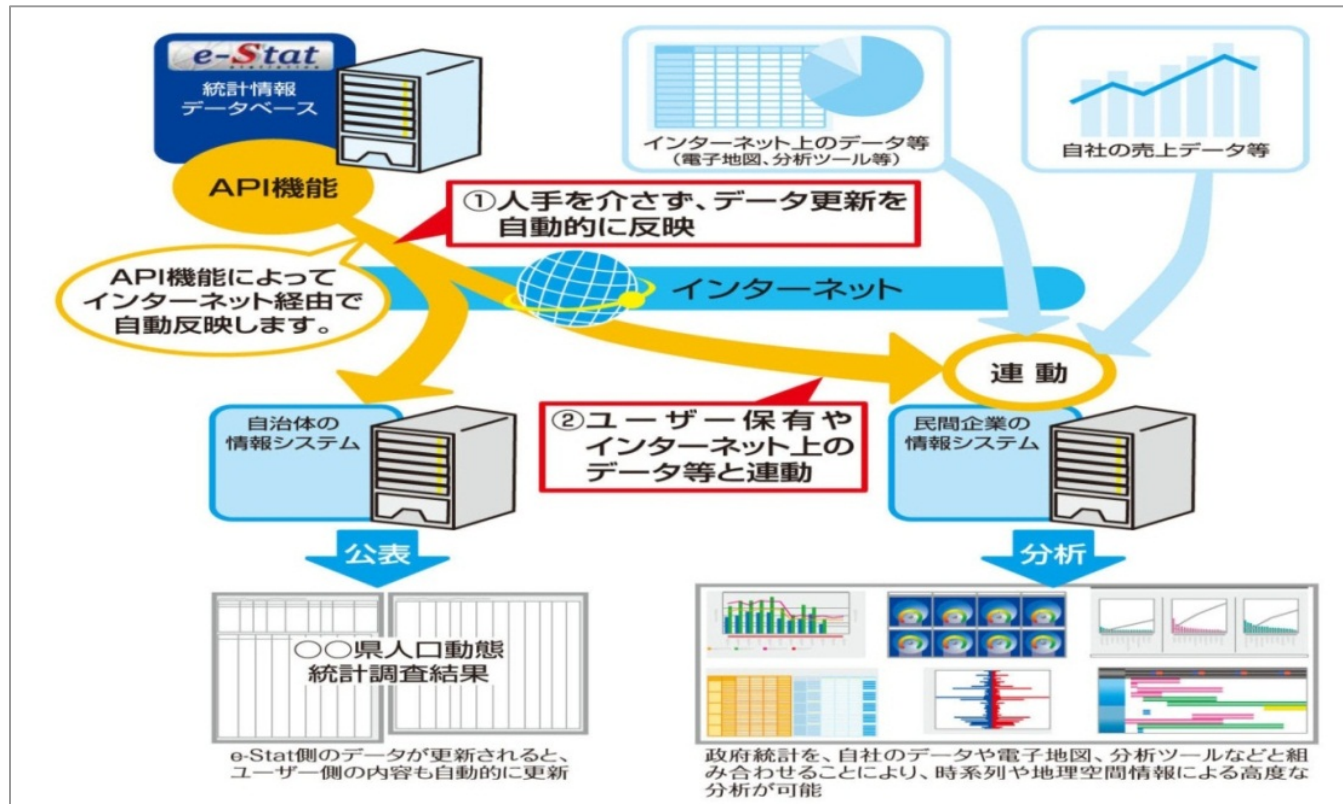 e-Stat
統計情報
データベース
API機能
インターネット上のデータ等
（電子地図、分析ツール等）
自社の売上データ等
①人手を介さず、データ更新を
自動的に反映
API機能によって
インターネット経由で
自動反映します。
インターネット
連動
自治体の
情報システム
②ユーザー保有や
インターネット上の
データ等と連動
民間企業の
情報システム
公表
分析
○○県人口動態
統計調査結果
e-Stat側のデータが更新されると、
ユーザー側の内容も自動的に更新
政府統計を、自社のデータや電子地図、分析ツールなどと組
み合わせることにより、時系列や地理空間情報による高度な
分析が可能